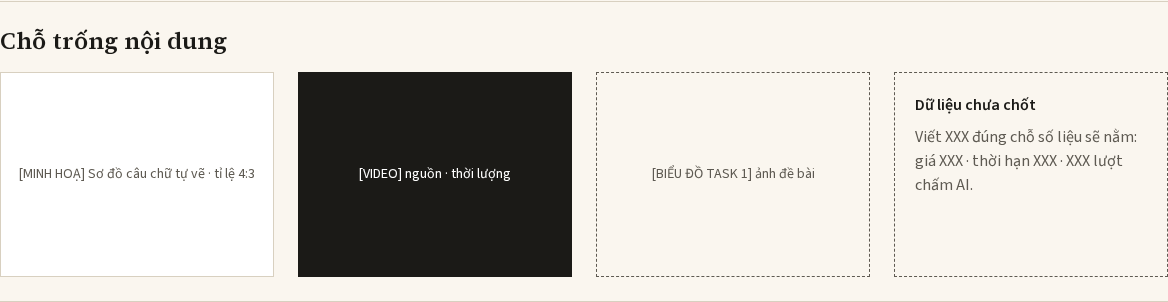 Chỗ trống nội dung
[MINH HOẠ] Sơ đồ câu chữ tự vẽ · tỉ lệ 4:3
[VIDEO] nguồn · thời lượng
[BIỂU ĐỒ TASK 1] ảnh đề bài
Dữ liệu chưa chốt
Viết XXX đúng chỗ số liệu sẽ nằm:
giá XXX · thời hạn XXX · XXX lượt
chấm AI.